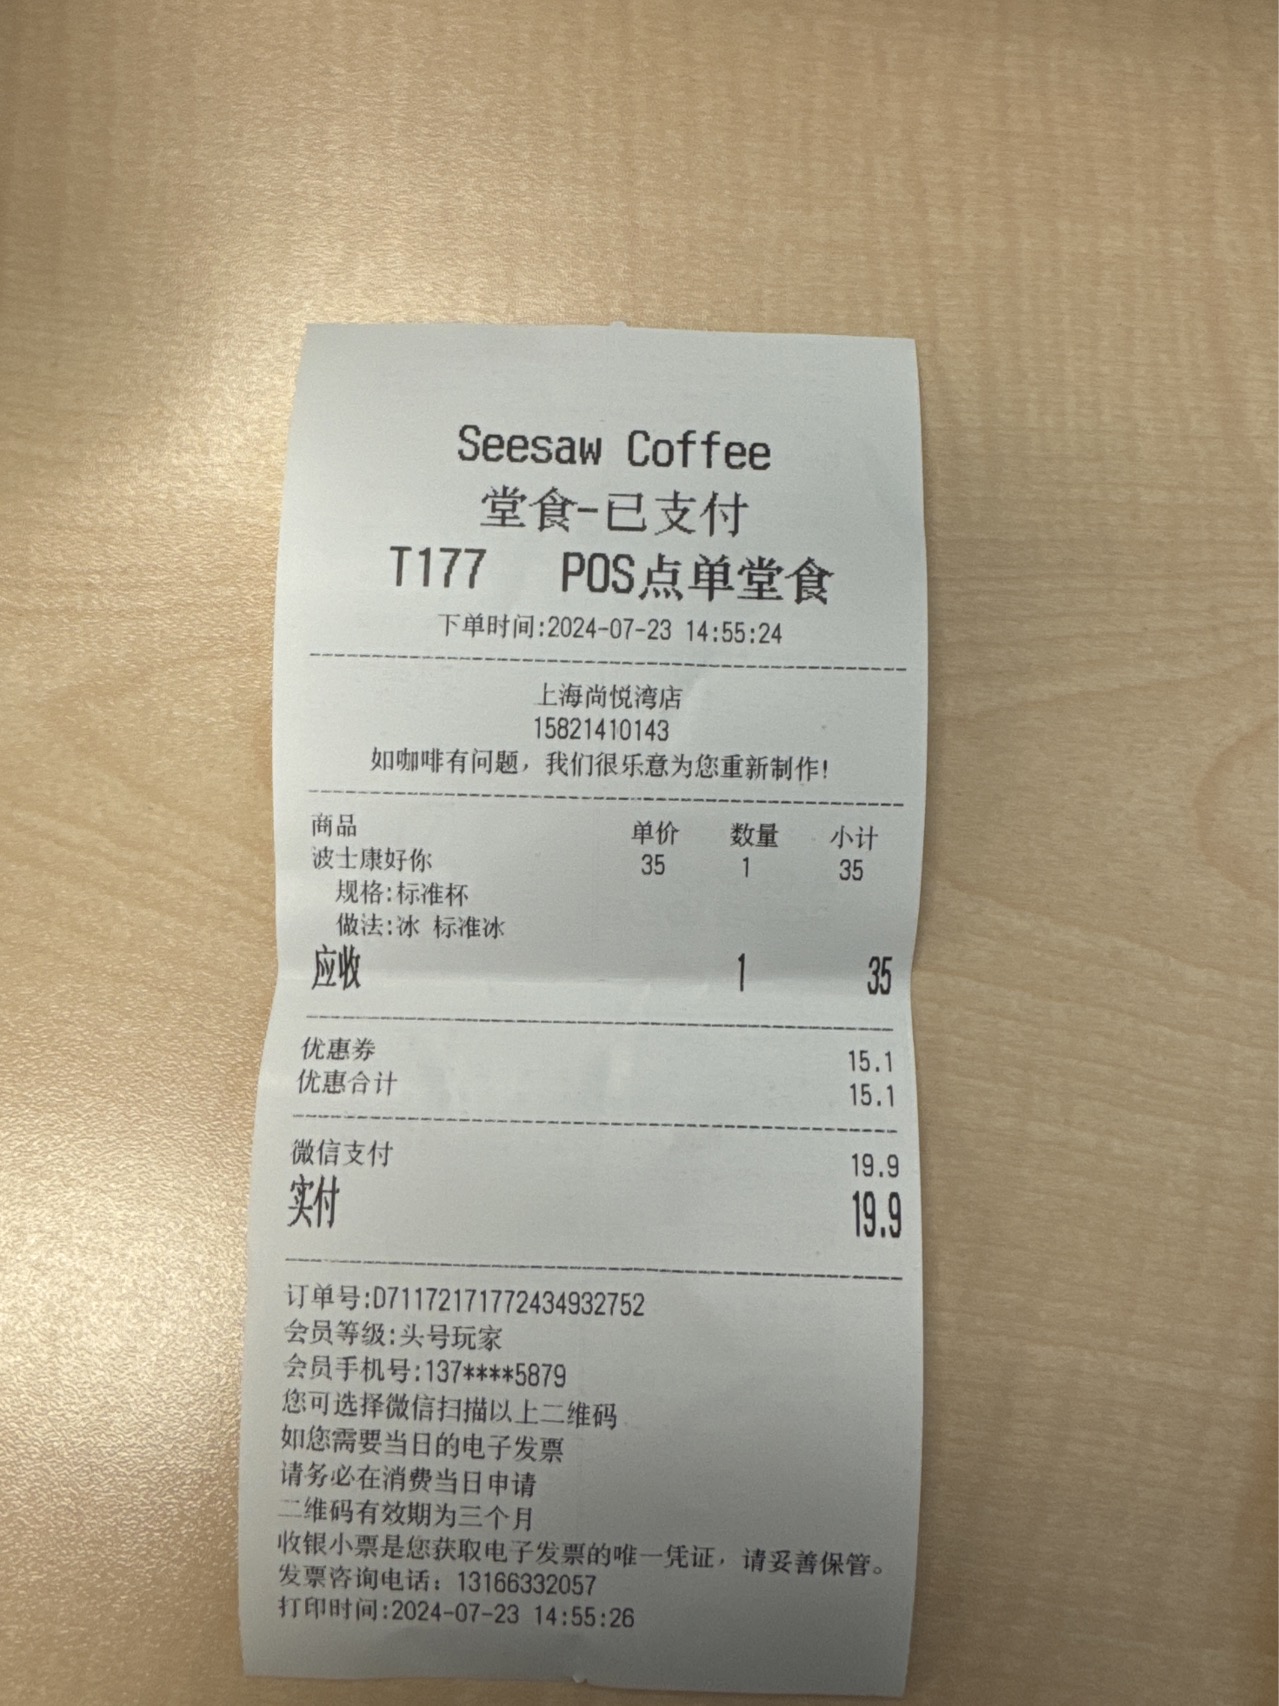 Seesaw Coffee
堂食-已支付
T177 POS点单堂食
下单时间:2024-07-23 14:55:24
上海尚悦湾店
15821410143
如咖啡有问题，我们很乐意为您重新制作!
商品 单价 数量 小计
波士康好你 35 1 35
规格:标准杯
做法:冰 标准冰
应收 1 35
优惠券 15.1
优惠合计 15.1
微信支付 19.9
实付 19.9
订单号:D711721717724349 32752
会员等级:头号玩家
会员手机号:137****5879
您可选择微信扫描以上二维码
如您需要当日的电子发票
请务必在消费当日申请
二维码有效期为三个月
收银小票是您获取电子发票的唯一凭证，请妥善保管。
发票咨询电话：13166332057
打印时间:2024-07-23 14:55:26